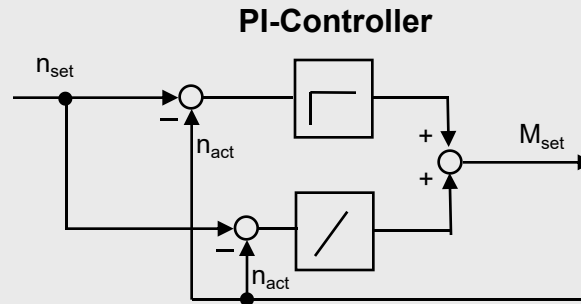 PI-Controller
n_set
−
n_act
+
+
M_set
−
n_act